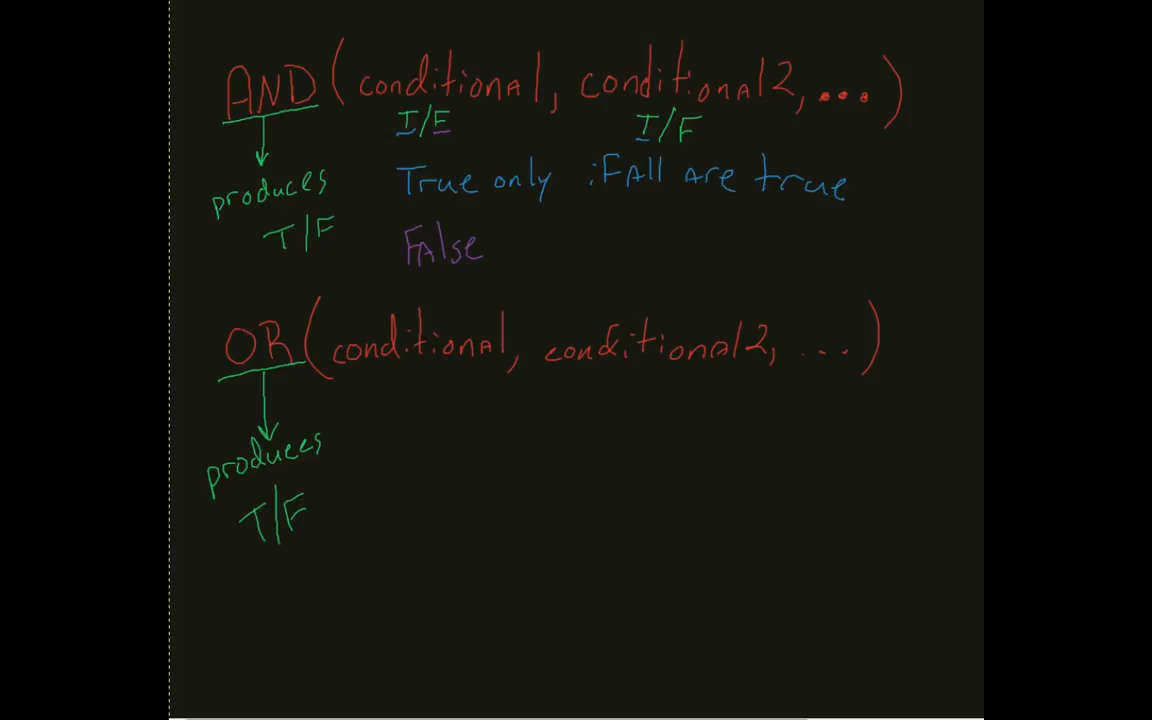 AND (conditional, conditional2, ...)
T/F T/F
produces True only if All are true
T/F False
OR (conditional, conditional2, ...)
produces
T/F